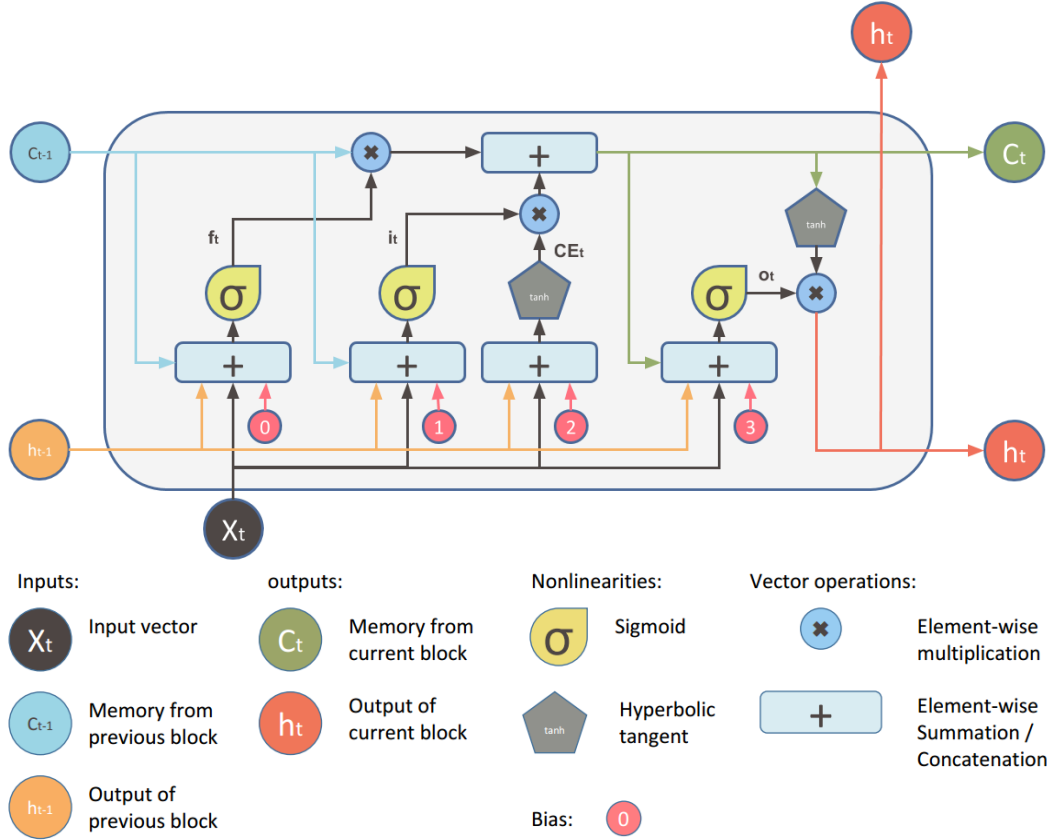 ht
Ct-1
×
+
Ct
×
tanh
ft
it
CEt
σ
σ
tanh
σ
ot
×
+
+
+
+
0
1
2
3
ht-1
ht
Xt
Inputs:
outputs:
Nonlinearities:
Vector operations:
Xt
Input vector
Ct
Memory from
current block
σ
Sigmoid
×
Element-wise
multiplication
Ct-1
Memory from
previous block
ht
Output of
current block
tanh
Hyperbolic
tangent
+
Element-wise
Summation /
Concatenation
ht-1
Output of
previous block
Bias:
0